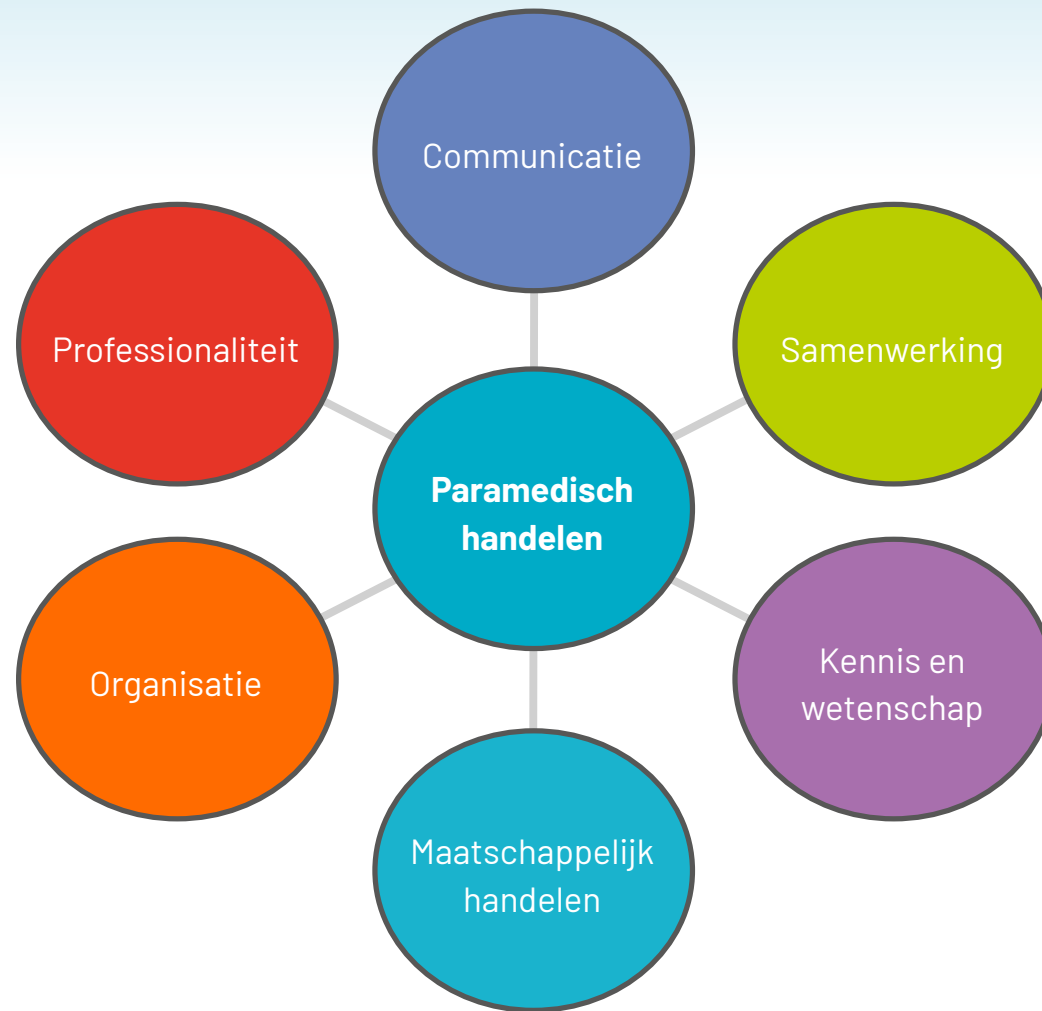 Communicatie
Professionaliteit
Samenwerking
Paramedisch
handelen
Organisatie
Kennis en
wetenschap
Maatschappelijk
handelen